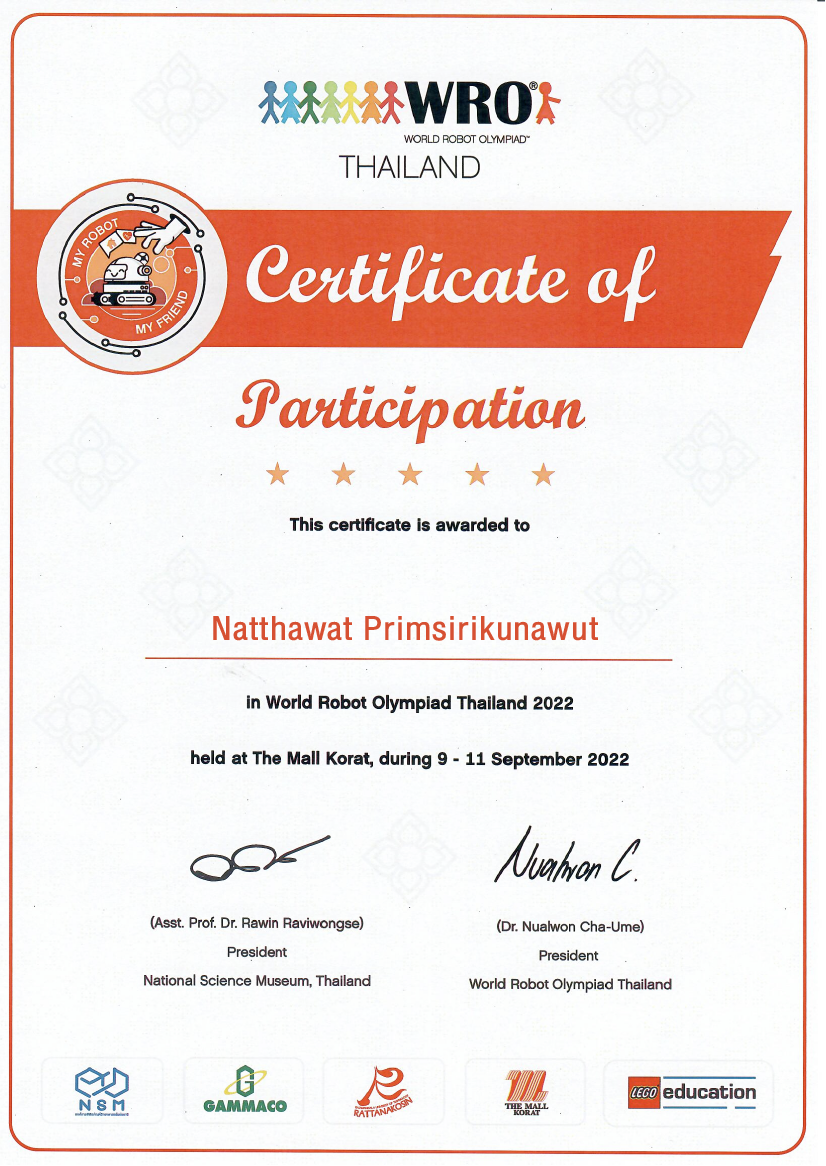 WRO®
WORLD ROBOT OLYMPIAD™
THAILAND
MY ROBOT
MY FRIEND
Certificate of
Participation
This certificate is awarded to
Natthawat Primsirikunawut
in World Robot Olympiad Thailand 2022
held at The Mall Korat, during 9 - 11 September 2022
Nualwon C.
(Asst. Prof. Dr. Rawin Raviwongse)
President
National Science Museum, Thailand
(Dr. Nualwon Cha-Ume)
President
World Robot Olympiad Thailand
NSM
GAMMACO
RATTANAKOSIN
THE MALL
KORAT
LEGO education